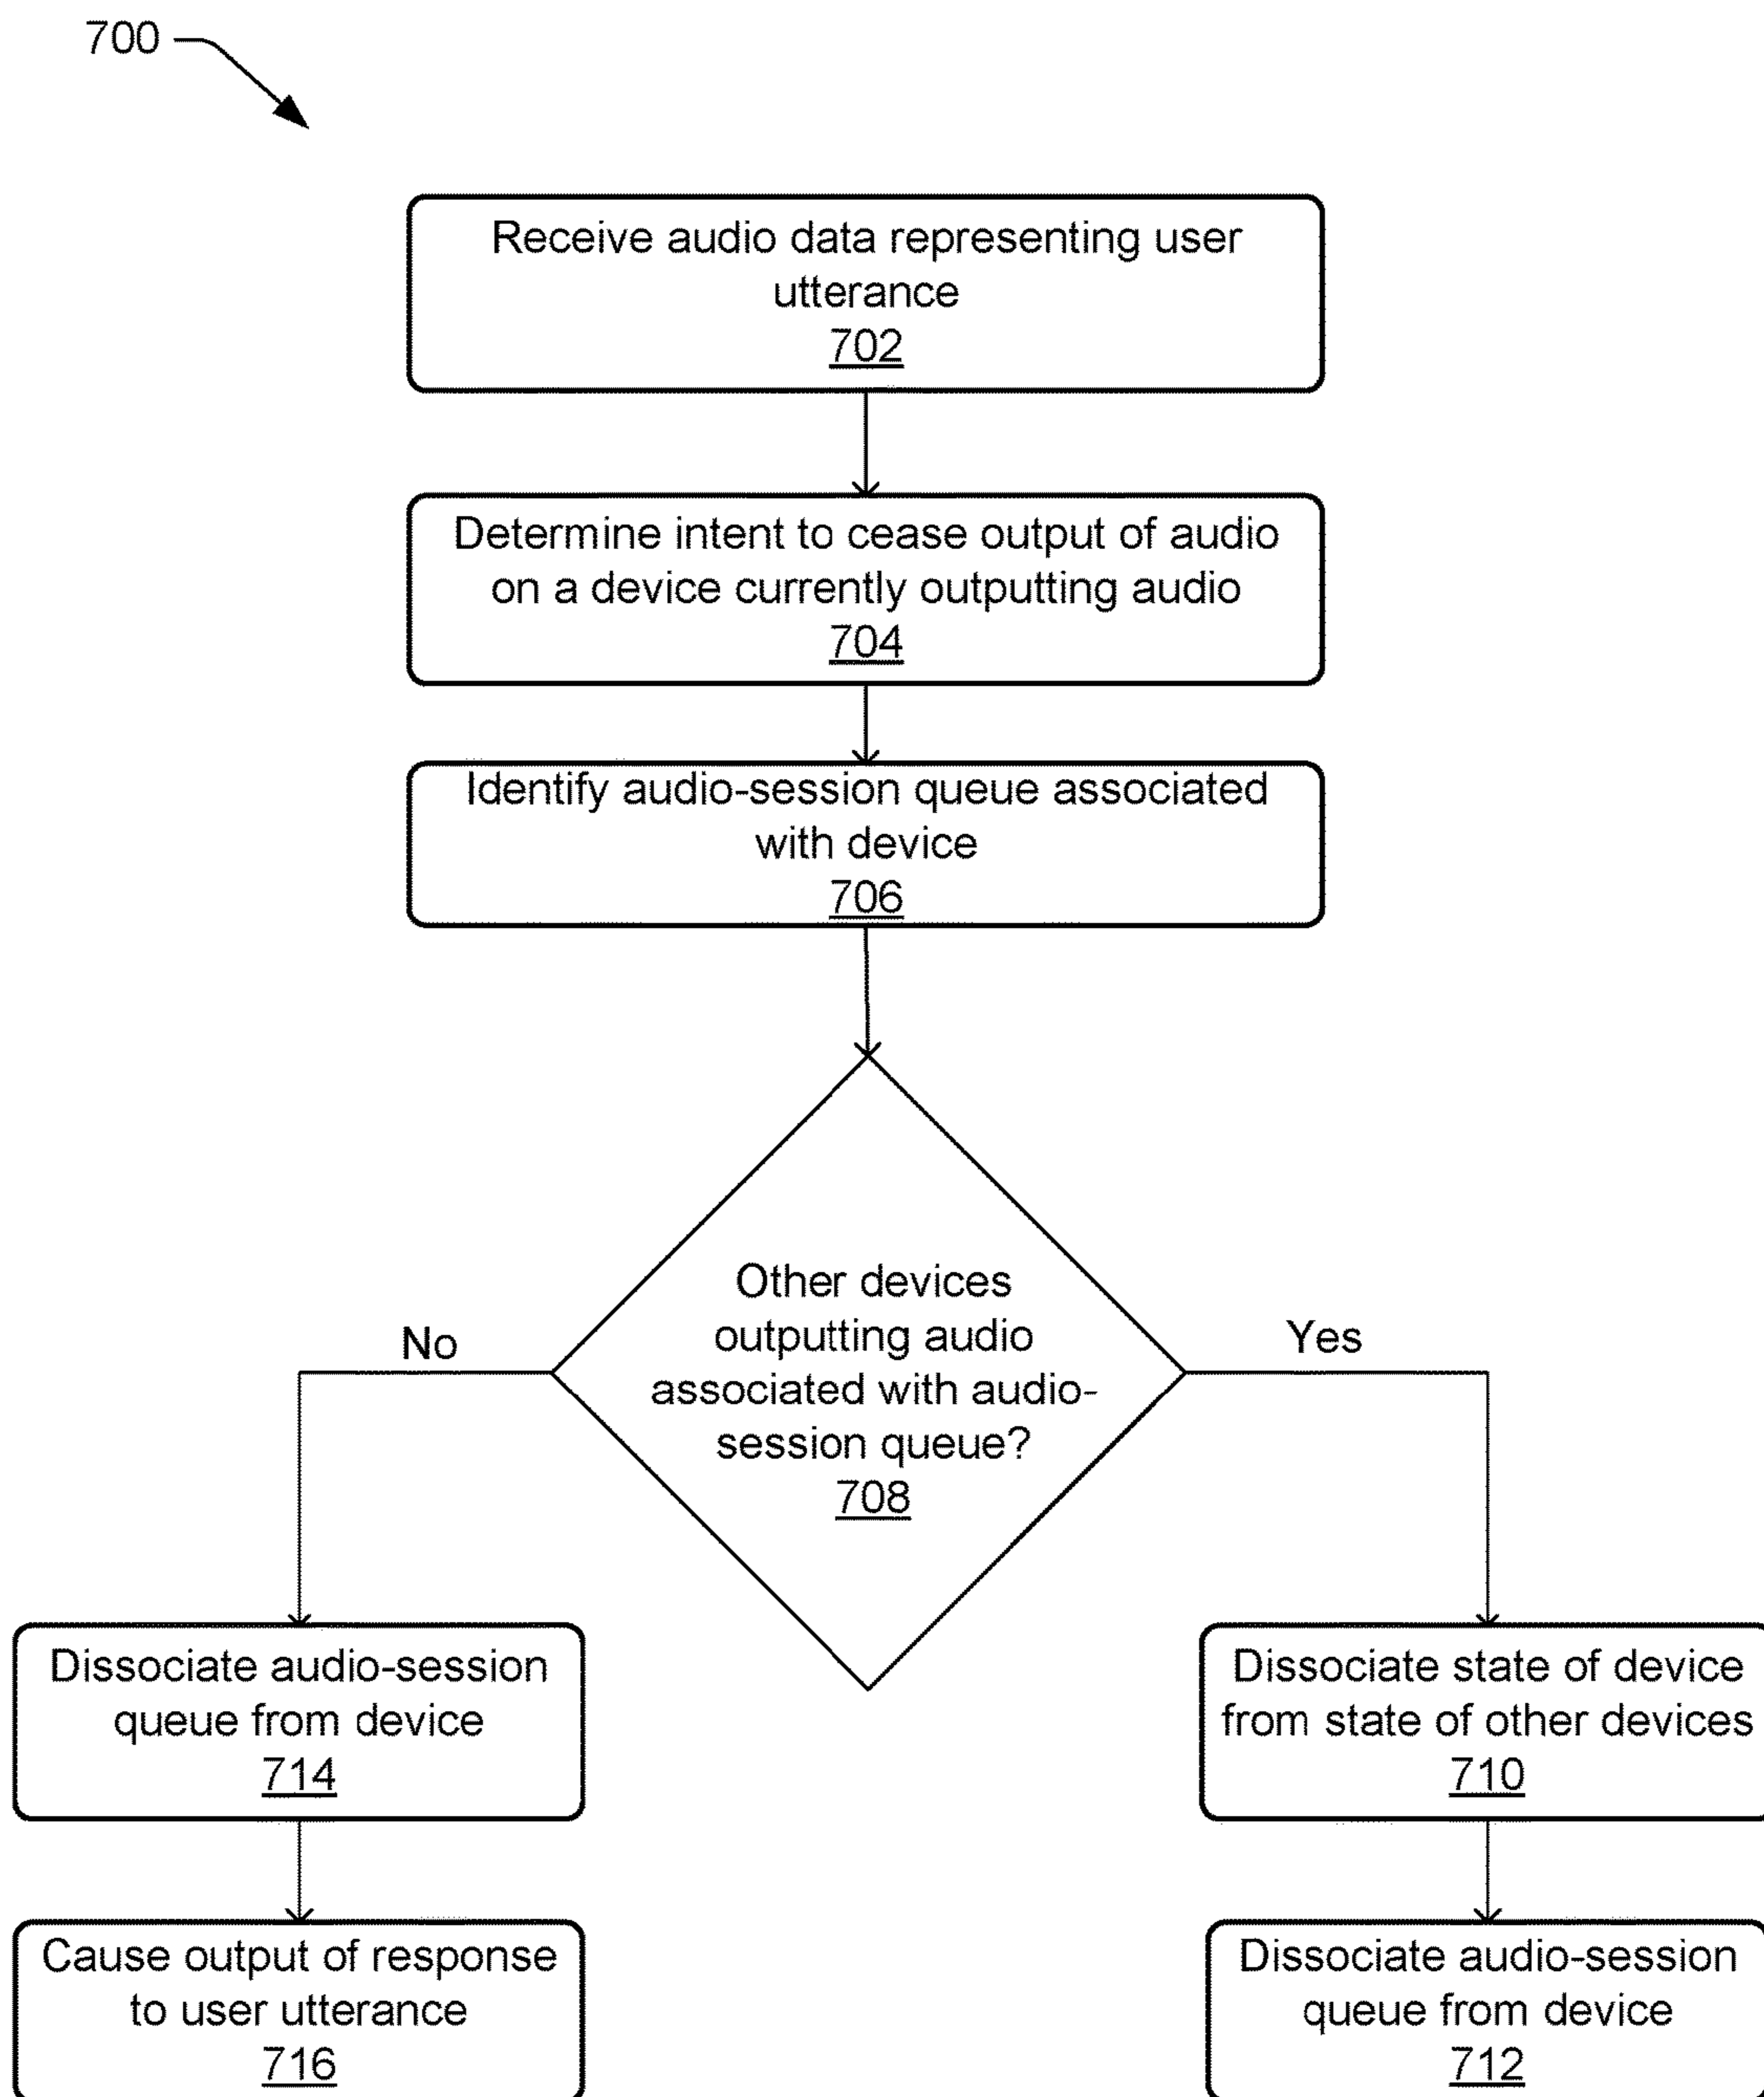 700
Receive audio data representing user
utterance
702
Determine intent to cease output of audio
on a device currently outputting audio
704
Identify audio-session queue associated
with device
706
Other devices
outputting audio
associated with audio-
session queue?
708
No
Yes
Dissociate audio-session
queue from device
714
Dissociate state of device
from state of other devices
710
Cause output of response
to user utterance
716
Dissociate audio-session
queue from device
712